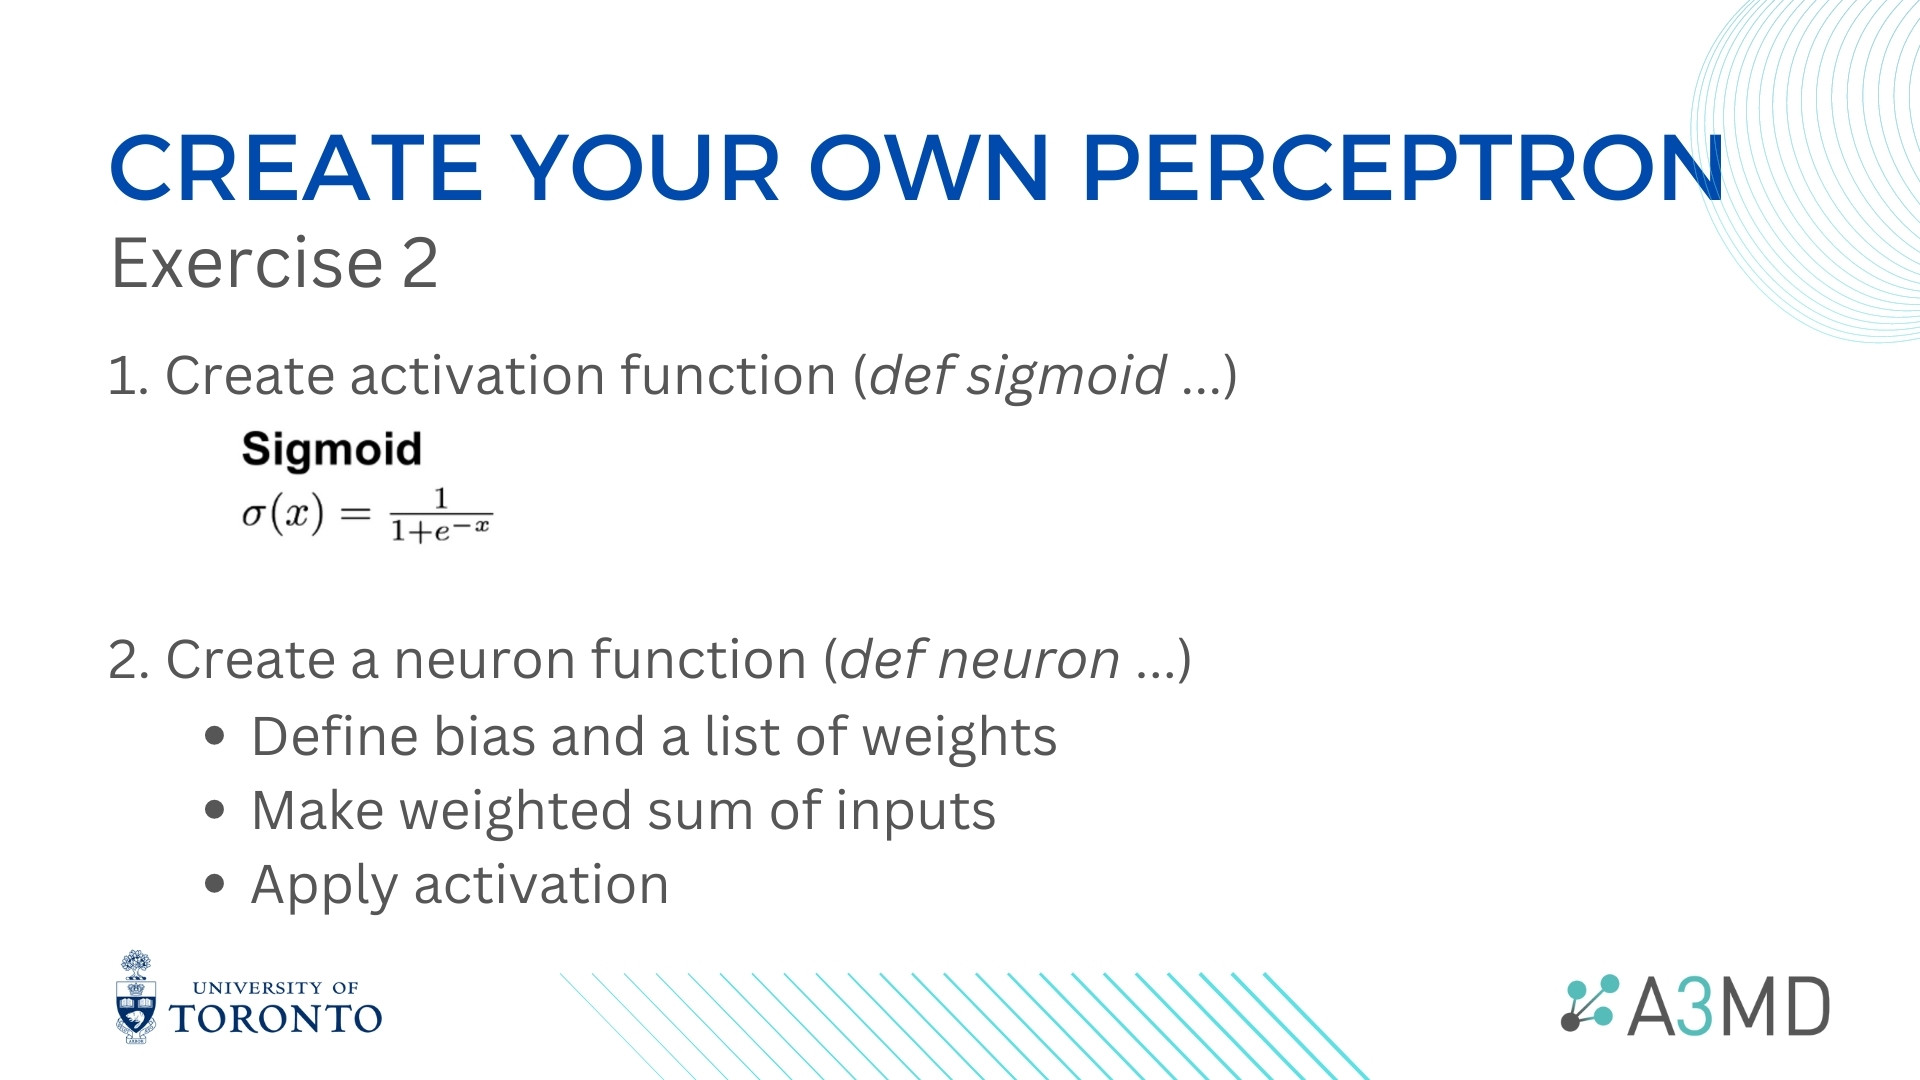 CREATE YOUR OWN PERCEPTRON
Exercise 2
1. Create activation function (def sigmoid ...)
Sigmoid
σ(x) = 1/(1+e^−x)
2. Create a neuron function (def neuron ...)
• Define bias and a list of weights
• Make weighted sum of inputs
• Apply activation
UNIVERSITY OF
TORONTO
A3MD